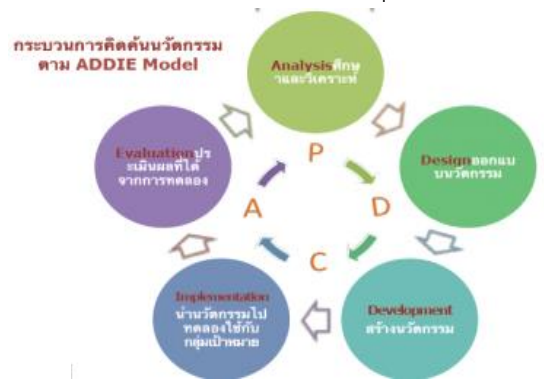 กระบวนการคิดค้นนวัตกรรม
ตาม ADDIE Model
Analysisศึกษ
าและวิเคราะห์
Evaluationปร
ะเมินผลที่ได้
จากการทดลอง
P
Designออกแบ
บนวัตกรรม
A
D
C
Implementation
นำนวัตกรรมไป
ทดลองใช้กับ
กลุ่มเป้าหมาย
Development
สร้างนวัตกรรม